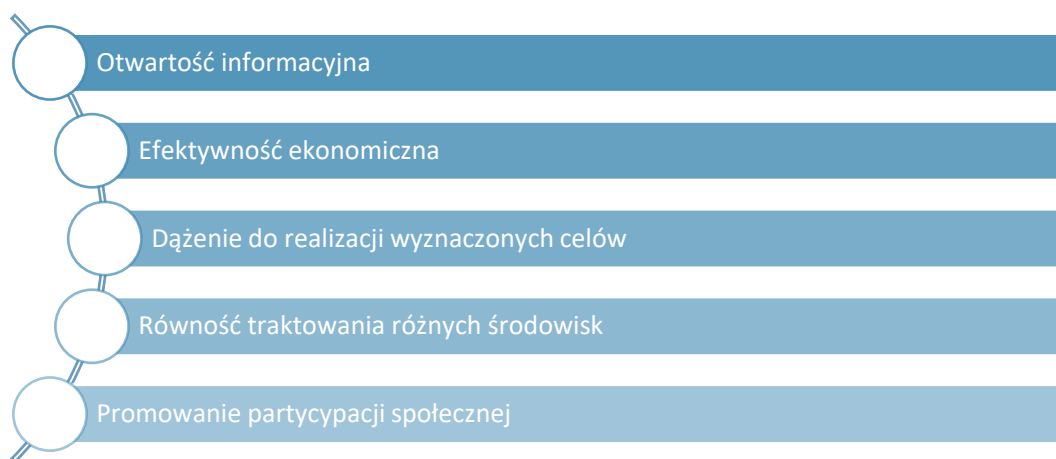 Otwartość informacyjna
Efektywność ekonomiczna
Dążenie do realizacji wyznaczonych celów
Równość traktowania różnych środowisk
Promowanie partycypacji społecznej